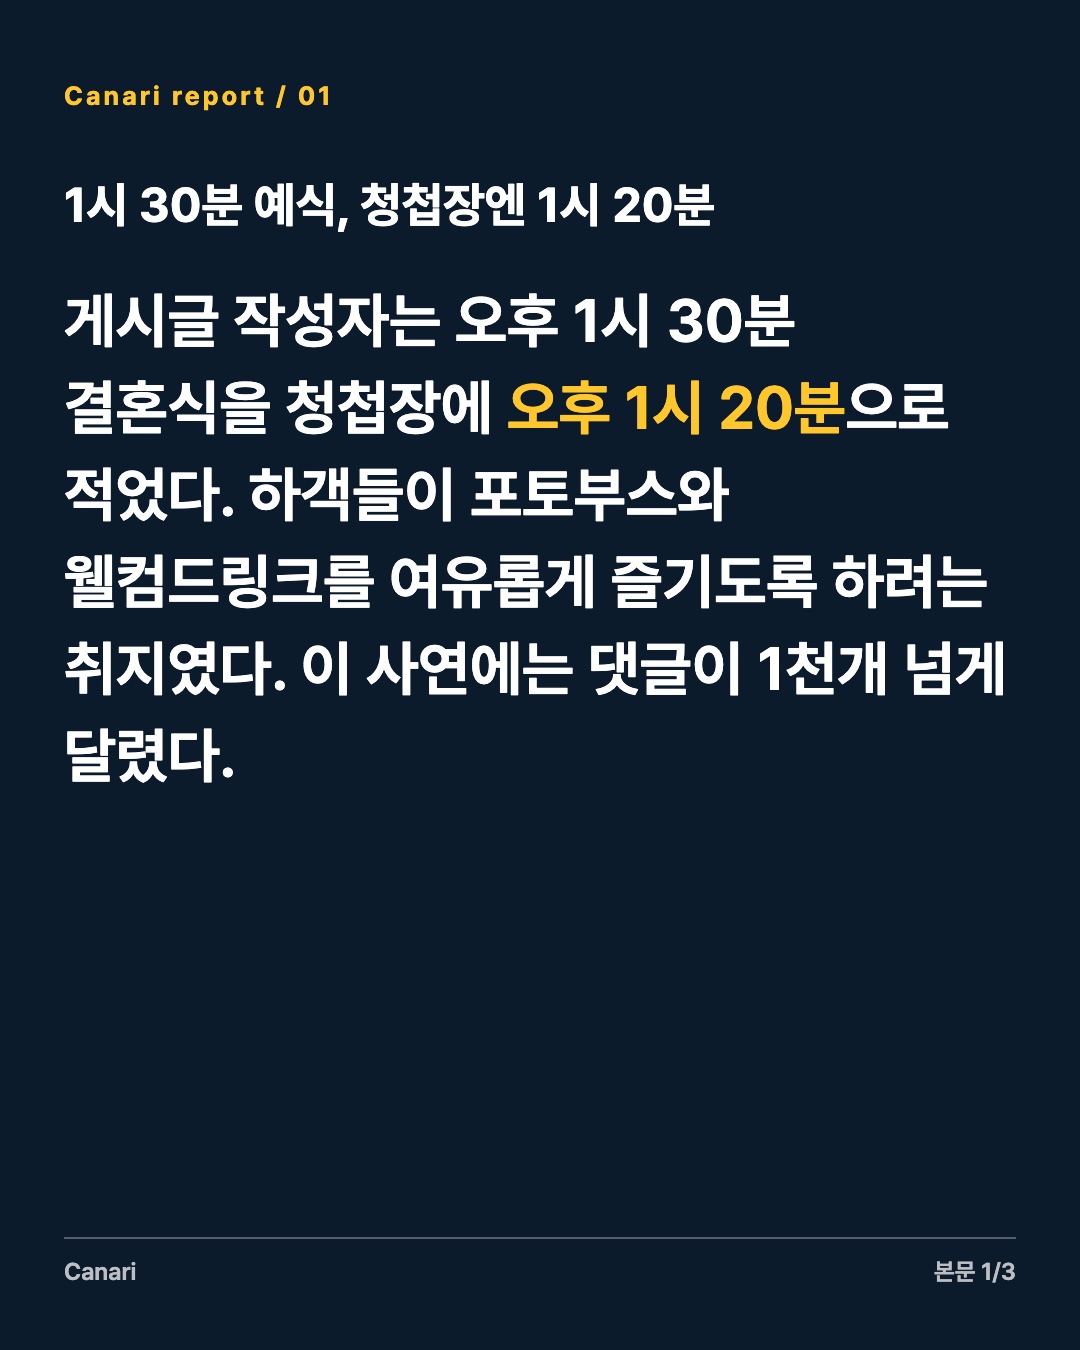 Canari report / 01
1시 30분 예식, 청첩장엔 1시 20분
게시글 작성자는 오후 1시 30분
결혼식을 청첩장에 오후 1시 20분으로
적었다. 하객들이 포토부스와
웰컴드링크를 여유롭게 즐기도록 하려는
취지였다. 이 사연에는 댓글이 1천개 넘게
달렸다.
Canari
본문 1/3